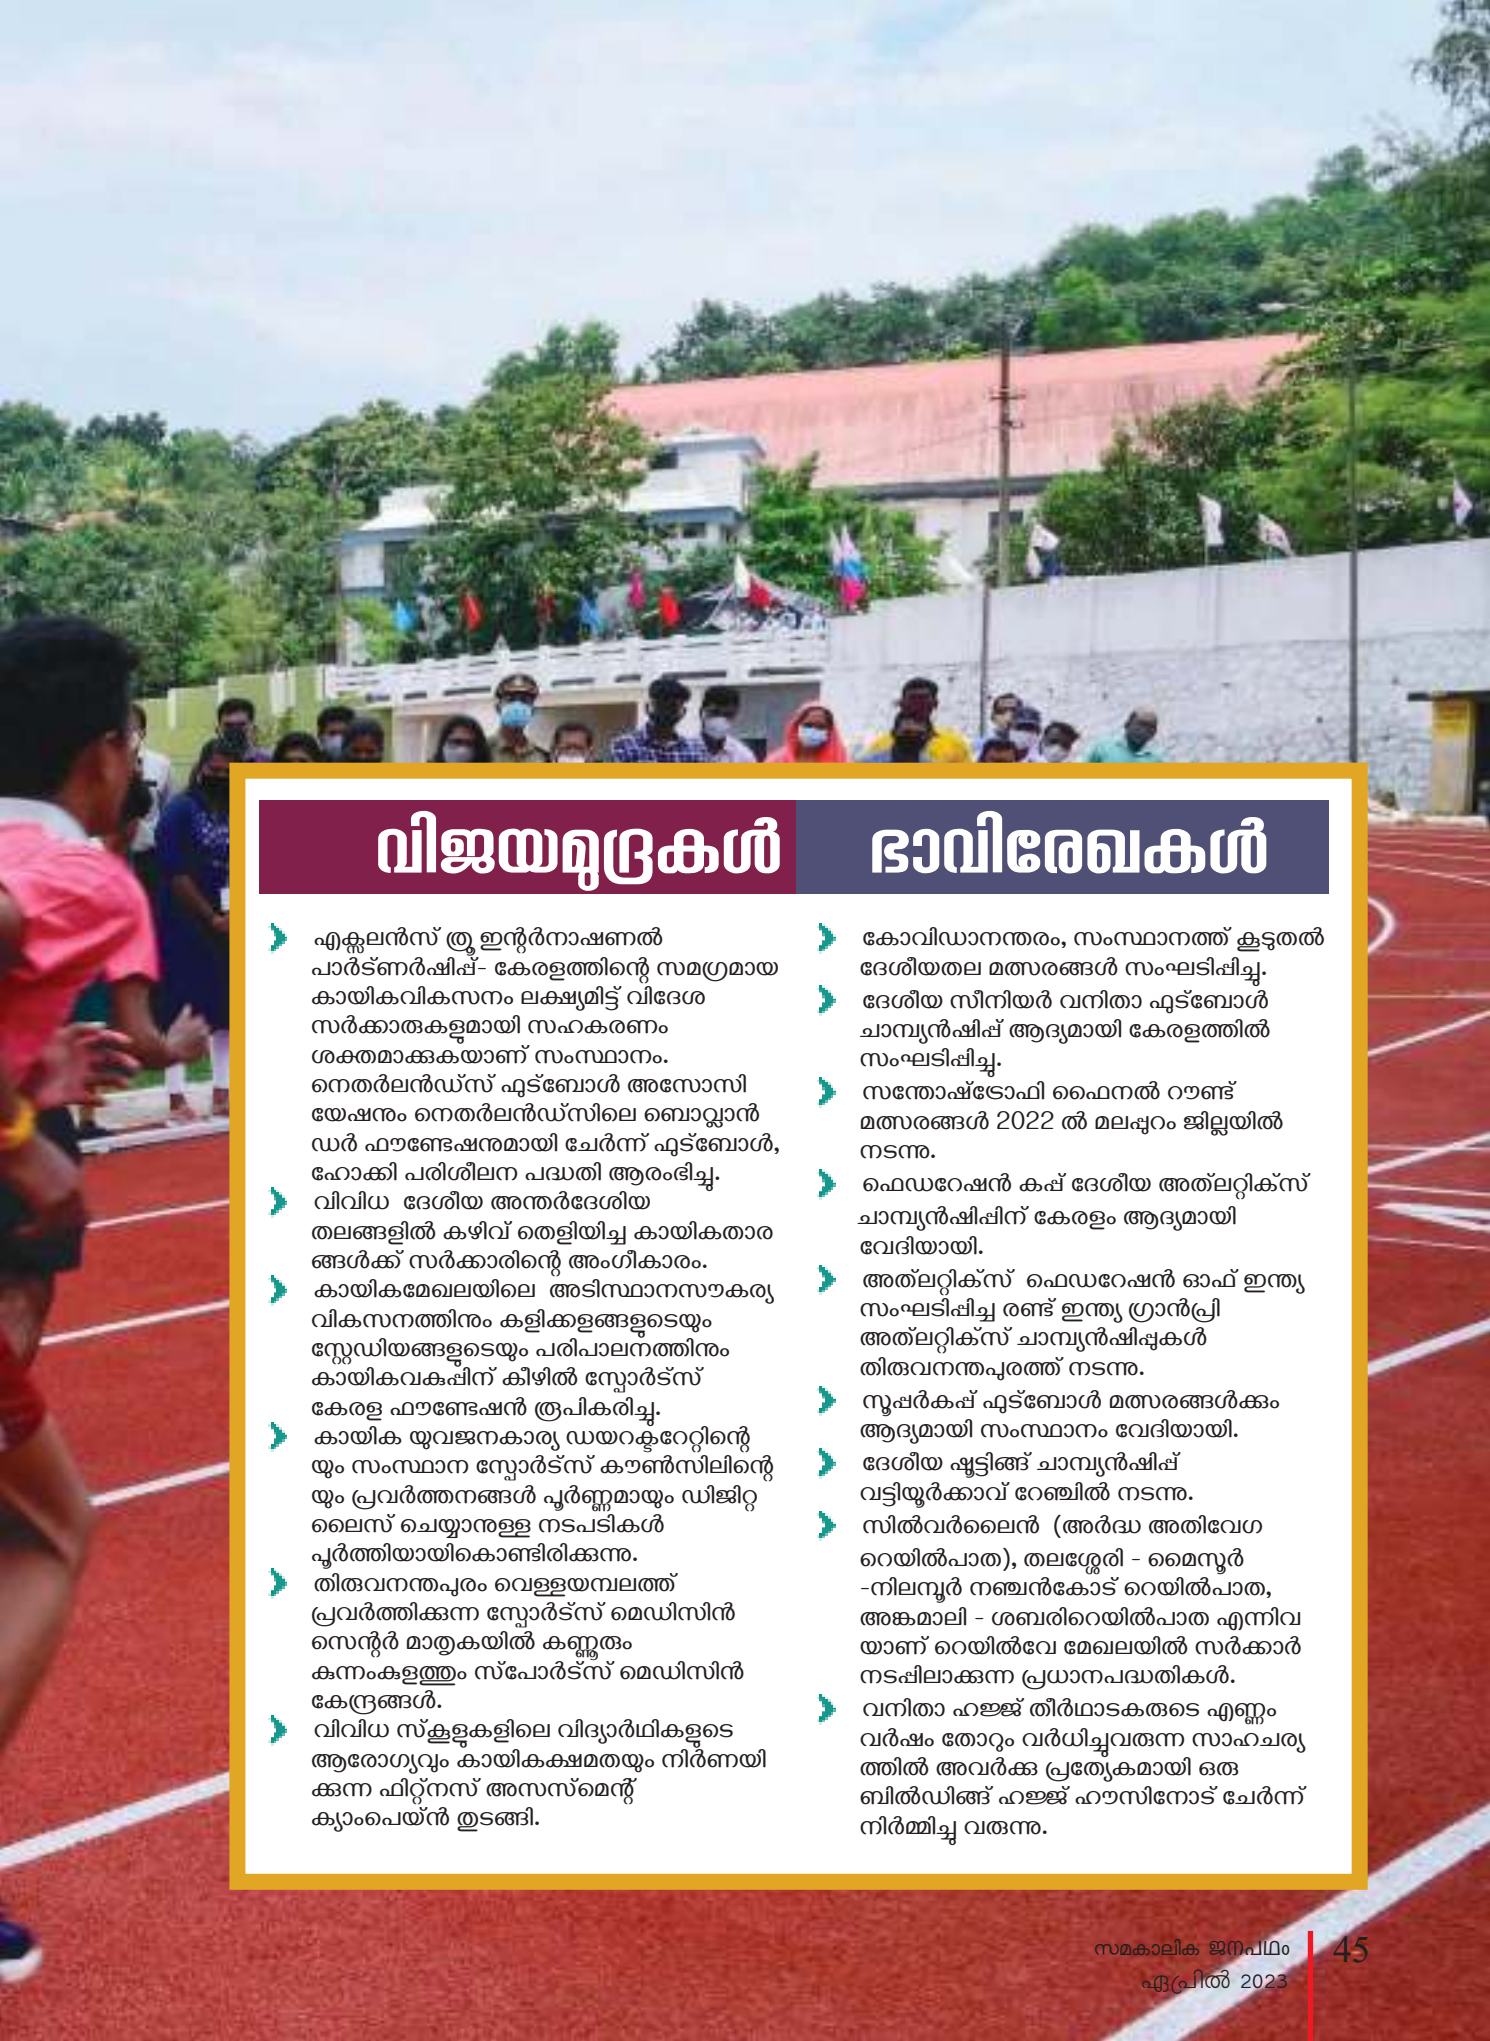 വിജയമുദ്രകൾ
എക്സലൻസ് ത്രൂ ഇന്റർനാഷണൽ
പാർട്ണർഷിപ്പ്- കേരളത്തിന്റെ സമഗ്രമായ
കായികവികസനം ലക്ഷ്യമിട്ട് വിദേശ
സർക്കാരുകളുമായി സഹകരണം
ശക്തമാക്കുകയാണ് സംസ്ഥാനം.
നെതർലൻഡ്സ് ഫുട്ബോൾ അസോസി
യേഷനും നെതർലൻഡ്സിലെ ബൊവ്ലാൻ
ഡർ ഫൗണ്ടേഷനുമായി ചേർന്ന് ഫുട്ബോൾ,
ഹോക്കി പരിശീലന പദ്ധതി ആരംഭിച്ചു.
വിവിധ ദേശീയ അന്തർദേശിയ
തലങ്ങളിൽ കഴിവ് തെളിയിച്ച കായികതാര
ങ്ങൾക്ക് സർക്കാരിന്റെ അംഗീകാരം.
കായികമേഖലയിലെ അടിസ്ഥാനസൗകര്യ
വികസനത്തിനും കളിക്കളങ്ങളുടെയും
സ്റ്റേഡിയങ്ങളുടെയും പരിപാലനത്തിനും
കായികവകുപ്പിന് കീഴിൽ സ്പോർട്സ്
കേരള ഫൗണ്ടേഷൻ രൂപികരിച്ചു.
കായിക യുവജനകാര്യ ഡയറക്ടറേറ്റിന്റെ
യും സംസ്ഥാന സ്പോർട്സ് കൗൺസിലിന്റെ
യും പ്രവർത്തനങ്ങൾ പൂർണ്ണമായും ഡിജിറ്റ
ലൈസ് ചെയ്യാനുള്ള നടപടികൾ
പൂർത്തിയായികൊണ്ടിരിക്കുന്നു.
തിരുവനന്തപുരം വെള്ളയമ്പലത്ത്
പ്രവർത്തിക്കുന്ന സ്പോർട്സ് മെഡിസിൻ
സെന്റർ മാതൃകയിൽ കണ്ണൂരും
കുന്നംകുളത്തും സ്പോർട്സ് മെഡിസിൻ
കേന്ദ്രങ്ങൾ.
വിവിധ സ്കൂളുകളിലെ വിദ്യാർഥികളുടെ
ആരോഗ്യവും കായികക്ഷമതയും നിർണയി
ക്കുന്ന ഫിറ്റ്നസ് അസസ്മെന്റ്
ക്യാംപെയ്ൻ തുടങ്ങി.
ഭാവിരേഖകൾ
കോവിഡാനന്തരം, സംസ്ഥാനത്ത് കൂടുതൽ
ദേശീയതല മത്സരങ്ങൾ സംഘടിപ്പിച്ചു.
ദേശീയ സീനിയർ വനിതാ ഫുട്ബോൾ
ചാമ്പ്യൻഷിപ്പ് ആദ്യമായി കേരളത്തിൽ
സംഘടിപ്പിച്ചു.
സന്തോഷ്ട്രോഫി ഫൈനൽ റൗണ്ട്
മത്സരങ്ങൾ 2022 ൽ മലപ്പുറം ജില്ലയിൽ
നടന്നു.
ഫെഡറേഷൻ കപ്പ് ദേശീയ അത്ലറ്റിക്സ്
ചാമ്പ്യൻഷിപ്പിന് കേരളം ആദ്യമായി
വേദിയായി.
അത്ലറ്റിക്സ് ഫെഡറേഷൻ ഓഫ് ഇന്ത്യ
സംഘടിപ്പിച്ച രണ്ട് ഇന്ത്യ ഗ്രാൻപ്രി
അത്ലറ്റിക്സ് ചാമ്പ്യൻഷിപ്പുകൾ
തിരുവനന്തപുരത്ത് നടന്നു.
സൂപ്പർകപ്പ് ഫുട്ബോൾ മത്സരങ്ങൾക്കും
ആദ്യമായി സംസ്ഥാനം വേദിയായി.
ദേശീയ ഷൂട്ടിങ്ങ് ചാമ്പ്യൻഷിപ്പ്
വട്ടിയൂർക്കാവ് റേഞ്ചിൽ നടന്നു.
സിൽവർലൈൻ (അർദ്ധ അതിവേഗ
റെയിൽപാത), തലശ്ശേരി - മൈസൂർ
-നിലമ്പൂർ നഞ്ചൻകോട് റെയിൽപാത,
അങ്കമാലി - ശബരിറെയിൽപാത എന്നിവ
യാണ് റെയിൽവേ മേഖലയിൽ സർക്കാർ
നടപ്പിലാക്കുന്ന പ്രധാനപദ്ധതികൾ.
വനിതാ ഹജ്ജ് തീർഥാടകരുടെ എണ്ണം
വർഷം തോറും വർധിച്ചുവരുന്ന സാഹചര്യ
ത്തിൽ അവർക്കു പ്രത്യേകമായി ഒരു
ബിൽഡിങ്ങ് ഹജ്ജ് ഹൗസിനോട് ചേർന്ന്
നിർമ്മിച്ചു വരുന്നു.
സമകാലിക ജനപഥം
ഏപ്രിൽ 2023
45